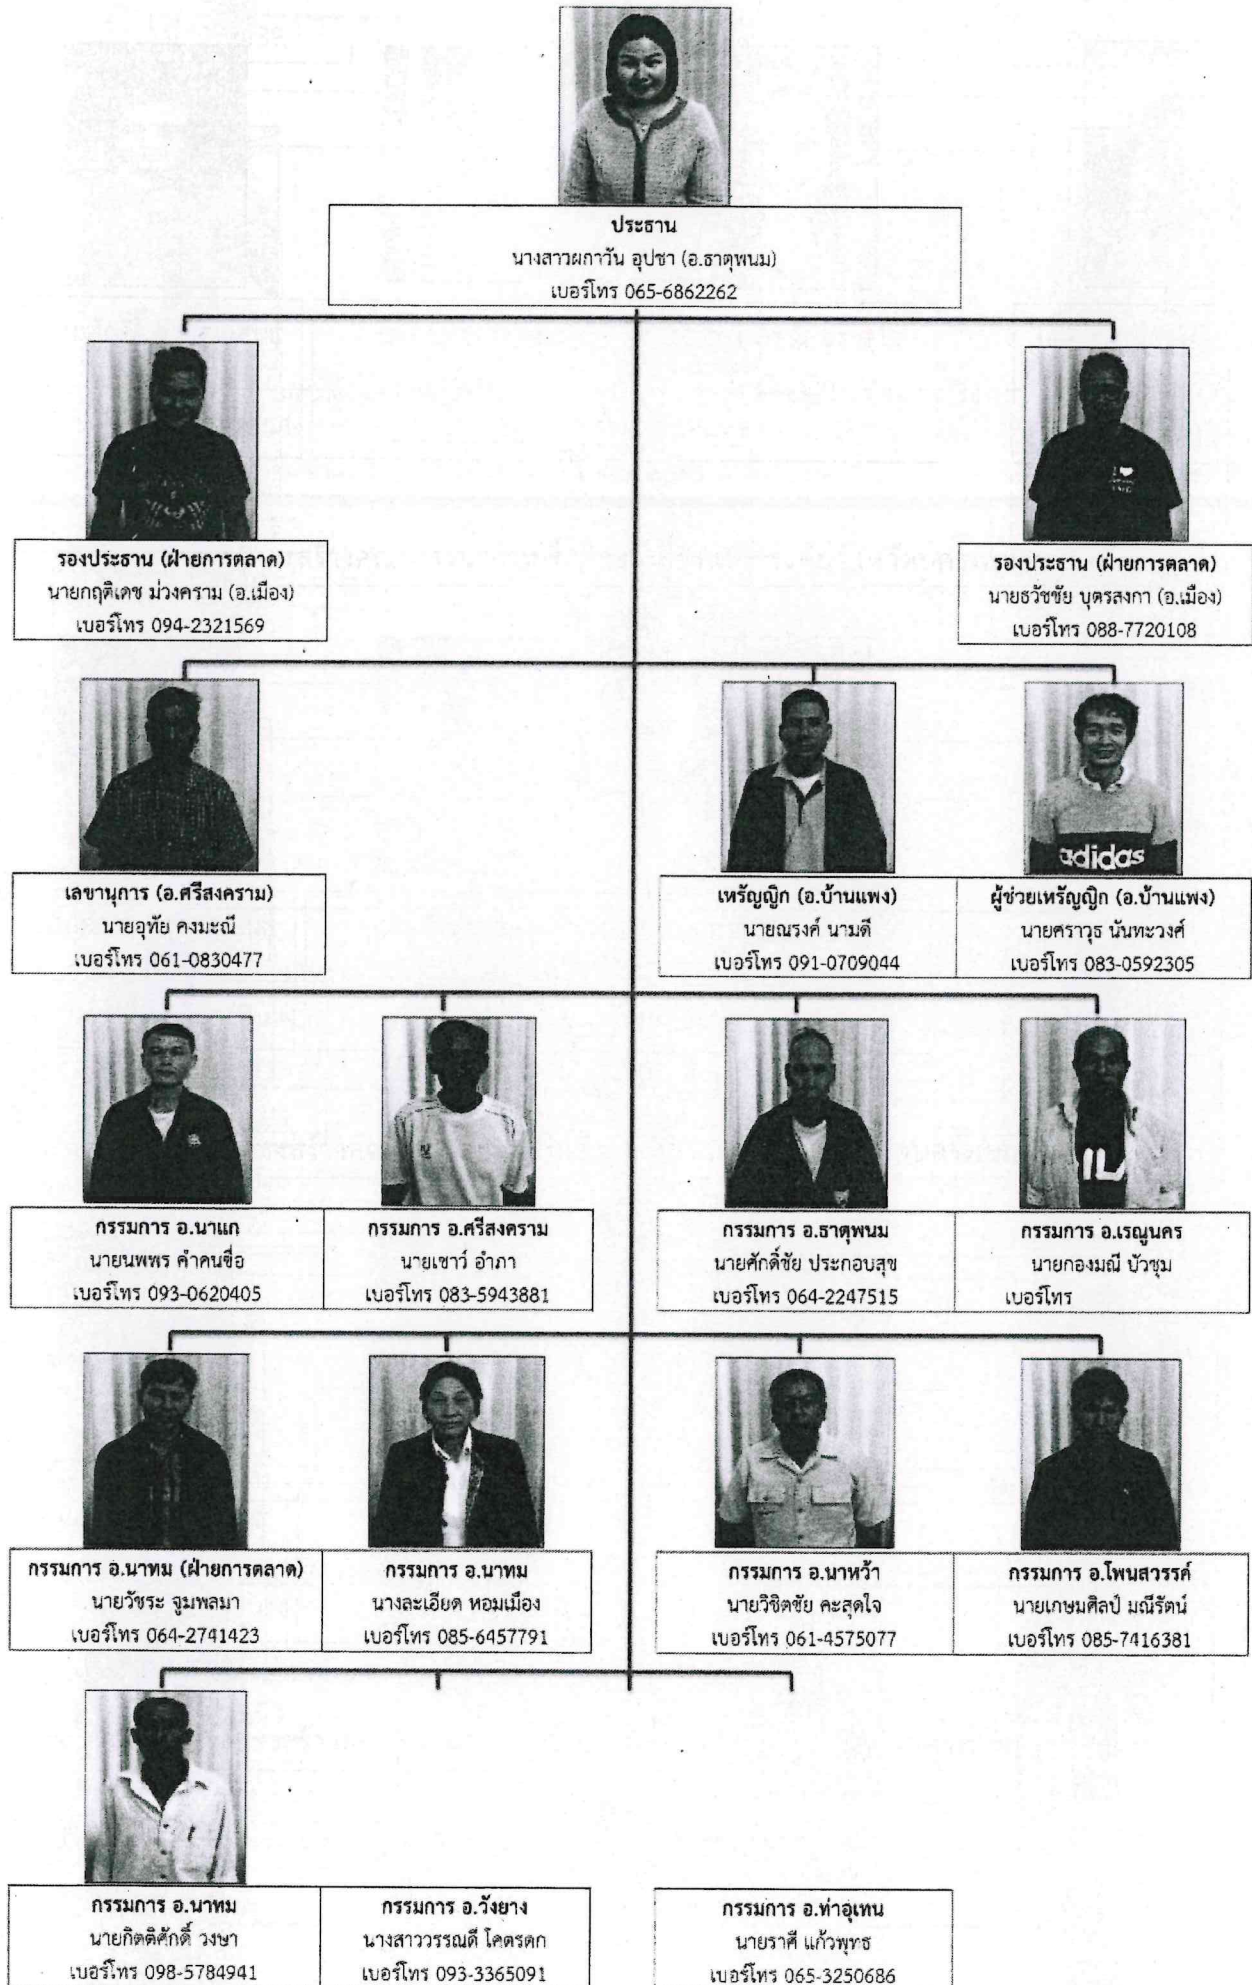 ประธาน
นางสาวผกาวัน อุปชา (อ.ธาตุพนม)
เบอร์โทร 065-6862262
รองประธาน (ฝ่ายการตลาด)
นายกฤติเดช ม่วงคราม (อ.เมือง)
เบอร์โทร 094-2321569
รองประธาน (ฝ่ายการตลาด)
นายธวัชชัย บุตรสงกา (อ.เมือง)
เบอร์โทร 088-7720108
adidas
เลขานุการ (อ.ศรีสงคราม)
นายอุทัย คงมะณี
เบอร์โทร 061-0830477
เหรัญญิก (อ.บ้านแพง)
นายณรงค์ นามดี
เบอร์โทร 091-0709044
ผู้ช่วยเหรัญญิก (อ.บ้านแพง)
นายศราวุธ นันทะวงศ์
เบอร์โทร 083-0592305
กรรมการ อ.นาแก
นายนพพร คำคนซื่อ
เบอร์โทร 093-0620405
กรรมการ อ.ศรีสงคราม
นายเชาว์ อำภา
เบอร์โทร 083-5943881
กรรมการ อ.ธาตุพนม
นายศักดิ์ชัย ประกอบสุข
เบอร์โทร 064-2247515
กรรมการ อ.เรณูนคร
นายกองมณี บัวชุม
เบอร์โทร
กรรมการ อ.นาทม (ฝ่ายการตลาด)
นายวัชระ จูมพลมา
เบอร์โทร 064-2741423
กรรมการ อ.นาทม
นางละเอียด หอมเมือง
เบอร์โทร 085-6457791
กรรมการ อ.นาหว้า
นายวิชิตชัย คะสุดใจ
เบอร์โทร 061-4575077
กรรมการ อ.โพนสวรรค์
นายเกษมศิลป์ มณีรัตน์
เบอร์โทร 085-7416381
กรรมการ อ.นาทม
นายกิตติศักดิ์ วงษา
เบอร์โทร 098-5784941
กรรมการ อ.วังยาง
นางสาววรรณดี โคตรตก
เบอร์โทร 093-3365091
กรรมการ อ.ท่าอุเทน
นายราศี แก้วพุทธ
เบอร์โทร 065-3250686